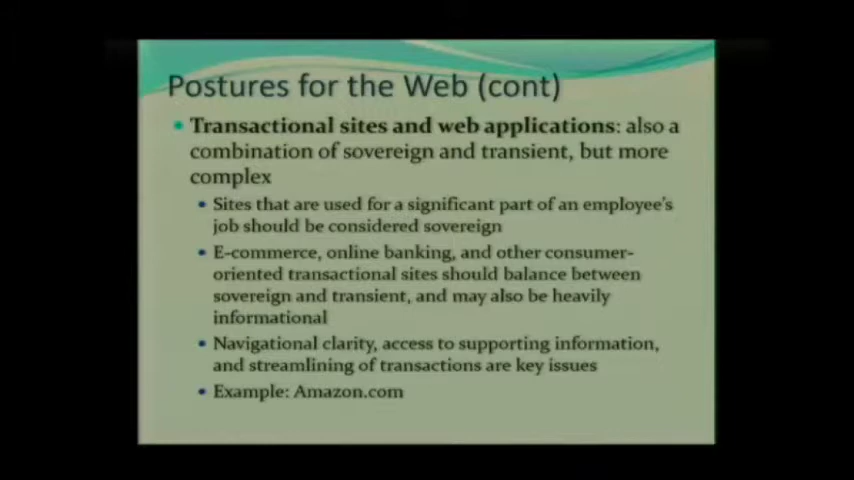 Postures for the Web (cont)
Transactional sites and web applications: also a
combination of sovereign and transient, but more
complex
Sites that are used for a significant part of an employee's
job should be considered sovereign
E-commerce, online banking, and other consumer-
oriented transactional sites should balance between
sovereign and transient, and may also be heavily
informational
Navigational clarity, access to supporting information,
and streamlining of transactions are key issues
Example: Amazon.com